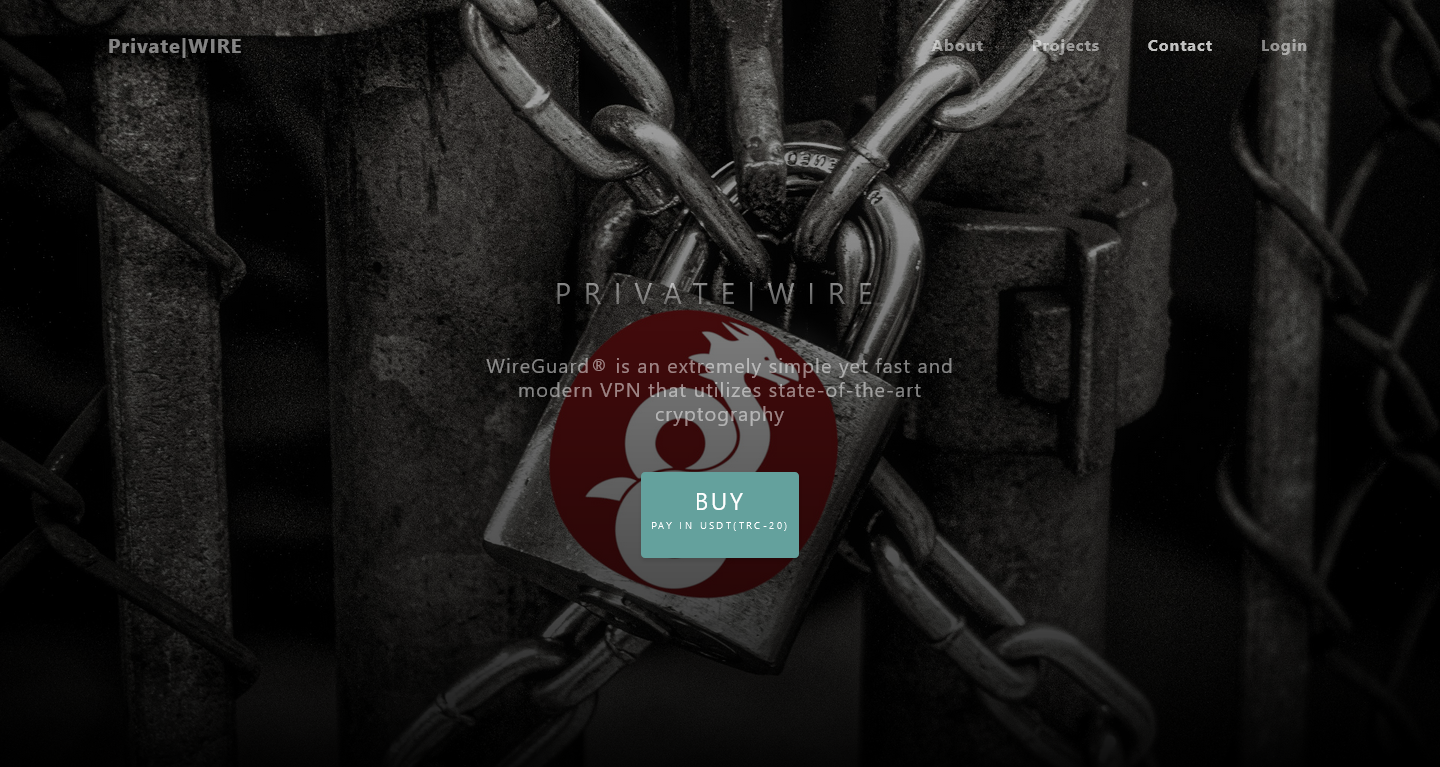 Private|WIRE
About Projects Contact Login
PRIVATE|WIRE
WireGuard® is an extremely simple yet fast and
modern VPN that utilizes state-of-the-art
cryptography
BUY
PAY IN USDT(TRC-20)